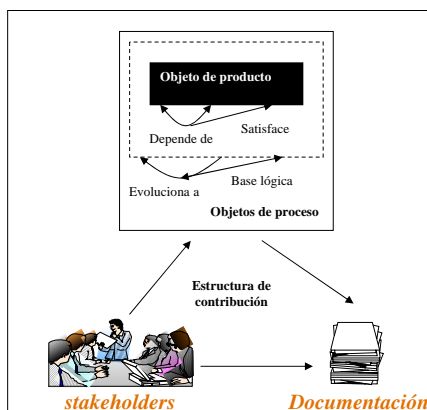 Objeto de producto
Depende de
Satisface
Evoluciona a
Base lógica
Objetos de proceso
Estructura de
contribución
stakeholders
Documentación